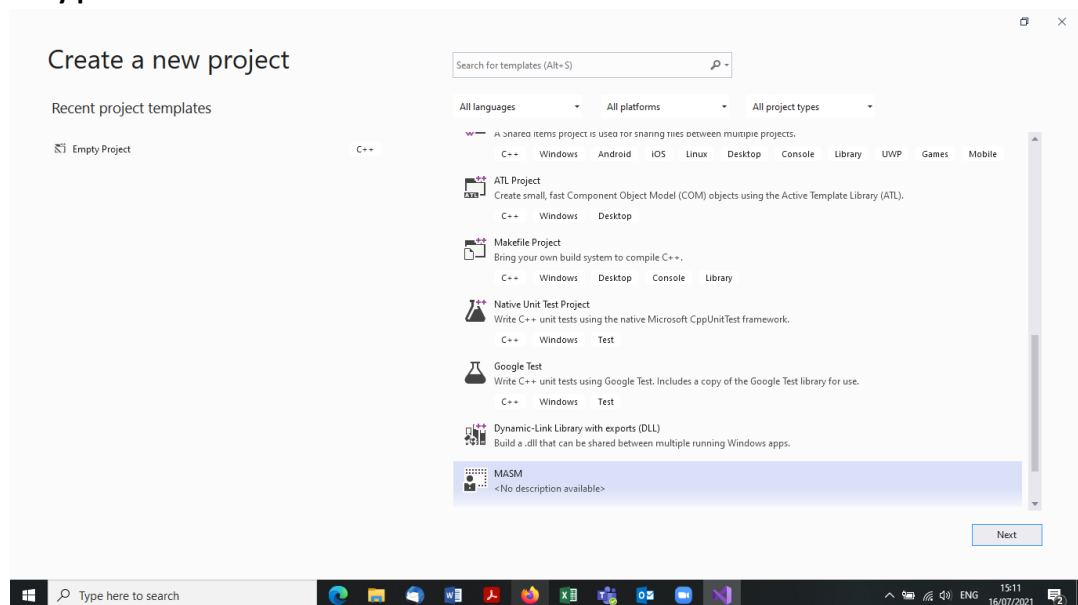 Create a new project
Recent project templates
Empty Project C++
Search for templates (Alt+S)
All languages All platforms All project types
A Shared Items project is used for sharing files between multiple projects.
C++ Windows Android iOS Linux Desktop Console Library UWP Games Mobile
ATL Project
Create small, fast Component Object Model (COM) objects using the Active Template Library (ATL).
C++ Windows Desktop
Makefile Project
Bring your own build system to compile C++.
C++ Windows Desktop Console Library
Native Unit Test Project
Write C++ unit tests using the native Microsoft CppUnitTest framework.
C++ Windows Test
Google Test
Write C++ unit tests using Google Test. Includes a copy of the Google Test library for use.
C++ Windows Test
Dynamic-Link Library with exports (DLL)
Build a .dll that can be shared between multiple running Windows apps.
MASM
<No description available>
Next
Type here to search
ENG
15:11
16/07/2021